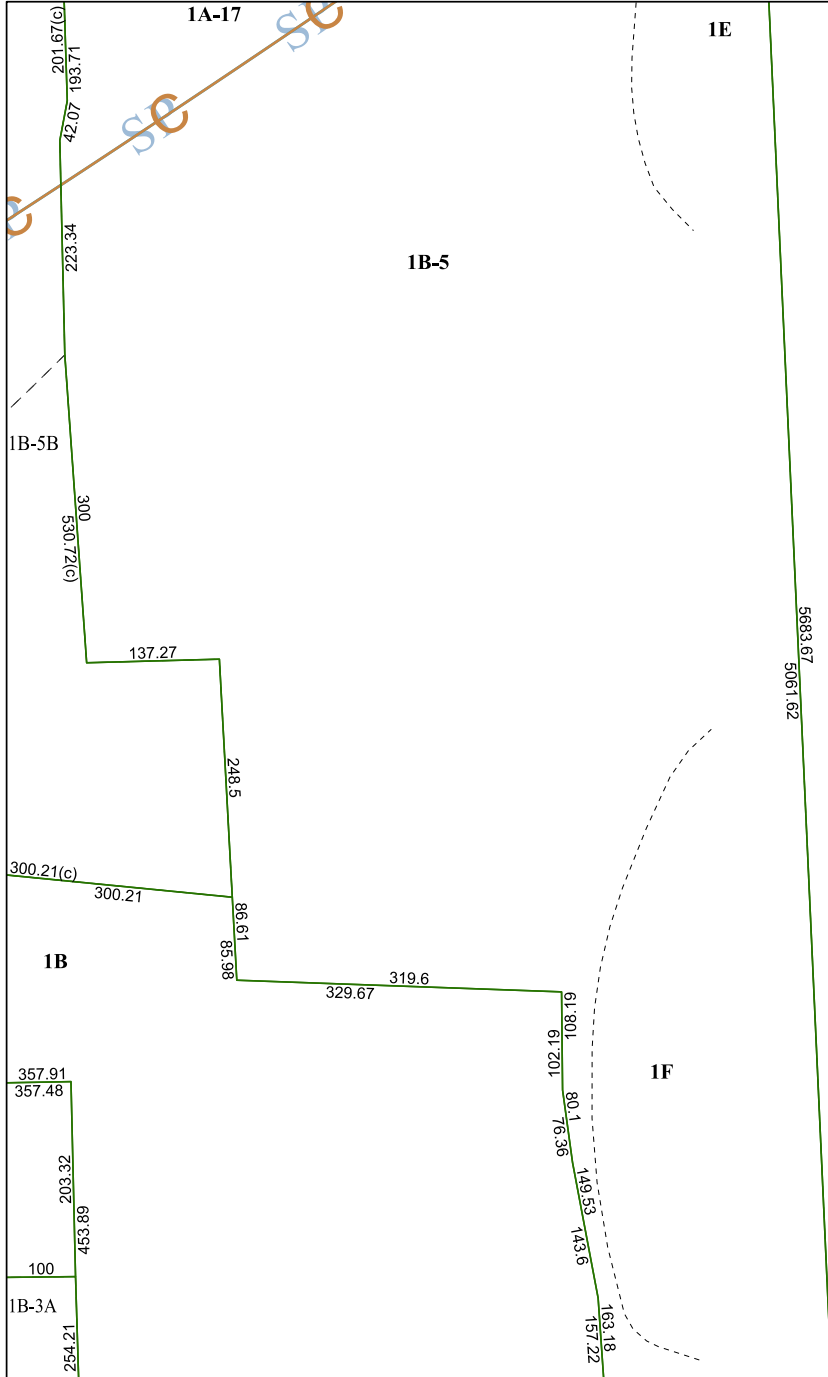 1A-17
1E
201.67(c)
193.71
SP
C
42.07
SP
C
P
C
223.34
1B-5
1B-5B
300
530.72(c)
137.27
5683.67
5061.62
248.5
300.21(c)
300.21
86.61
85.98
1B
319.6
329.67
108.19
102.19
1F
357.91
357.48
80.1
76.36
203.32
453.89
149.53
143.6
100
1B-3A
254.21
163.18
157.22